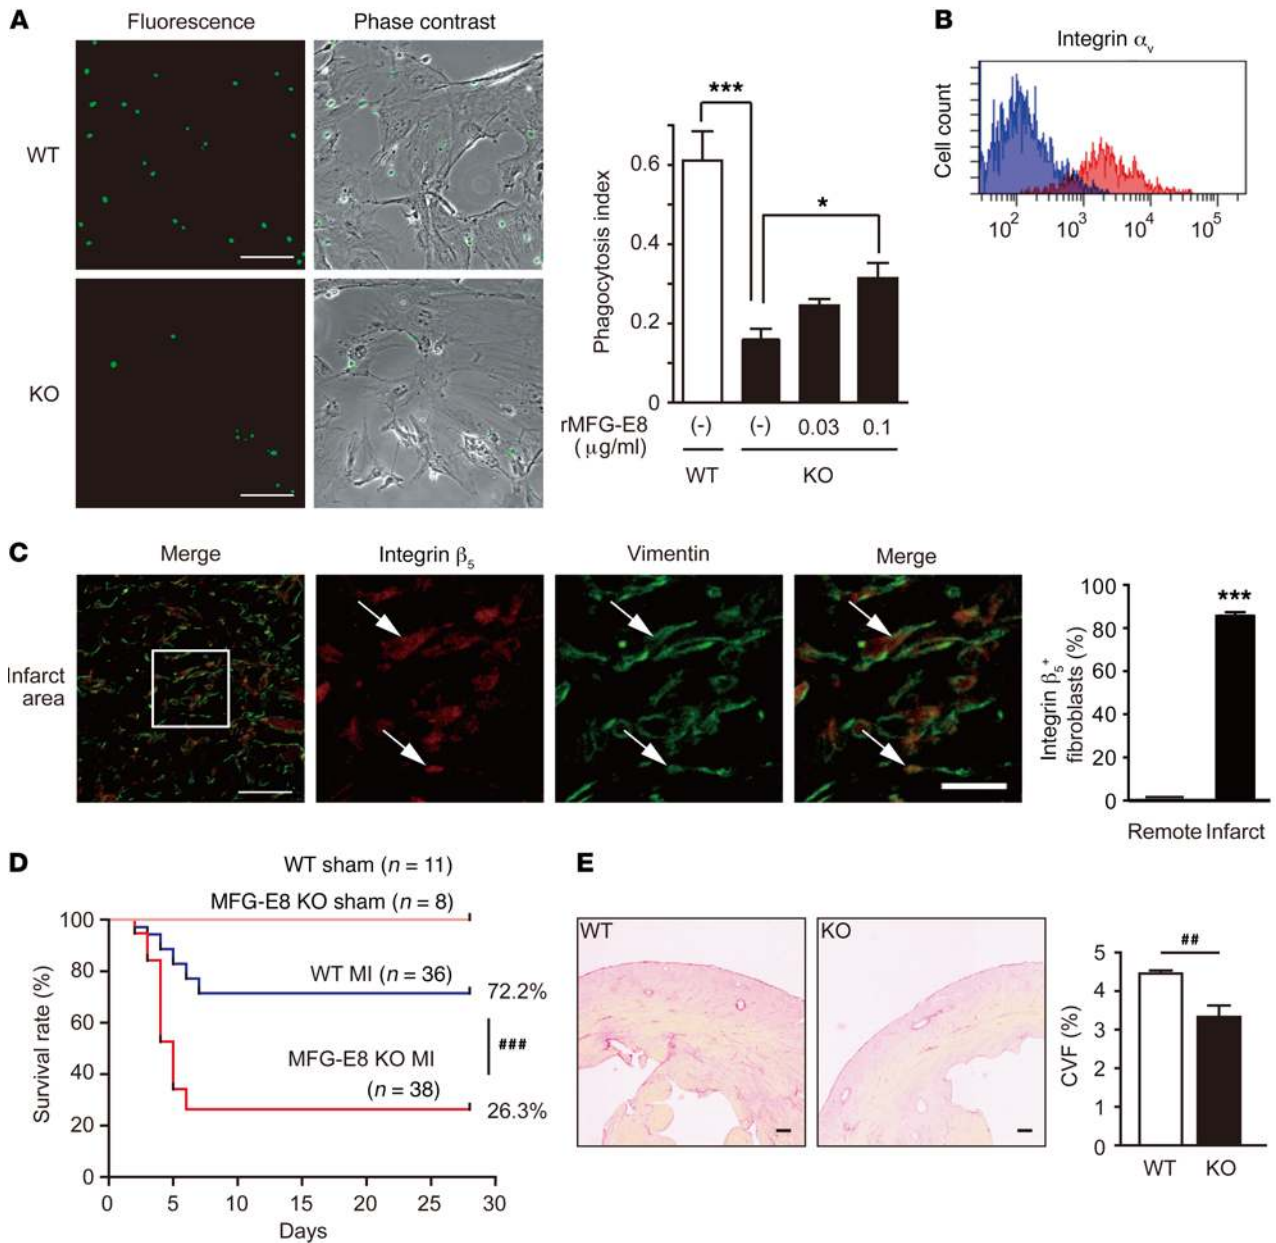 A
Fluorescence
Phase contrast
WT
KO
Phagocytosis index
0.6
0.4
0.2
0
***
*
rMFG-E8
(μg/ml)
(-) (-) 0.03 0.1
WT KO
B
Integrin αv
Cell count
10² 10³ 10⁴ 10⁵
C
Merge
Integrin β₅
Vimentin
Merge
Infarct
area
Integrin β₅⁺
fibroblasts (%)
100
80
60
40
20
0
***
Remote Infarct
D
WT sham (n = 11)
MFG-E8 KO sham (n = 8)
WT MI (n = 36)
72.2%
###
MFG-E8 KO MI
(n = 38)
26.3%
Survival rate (%)
100
80
60
40
20
0
0 5 10 15 20 25 30
Days
E
WT
KO
CVF (%)
5
4
3
2
1
0
##
WT KO